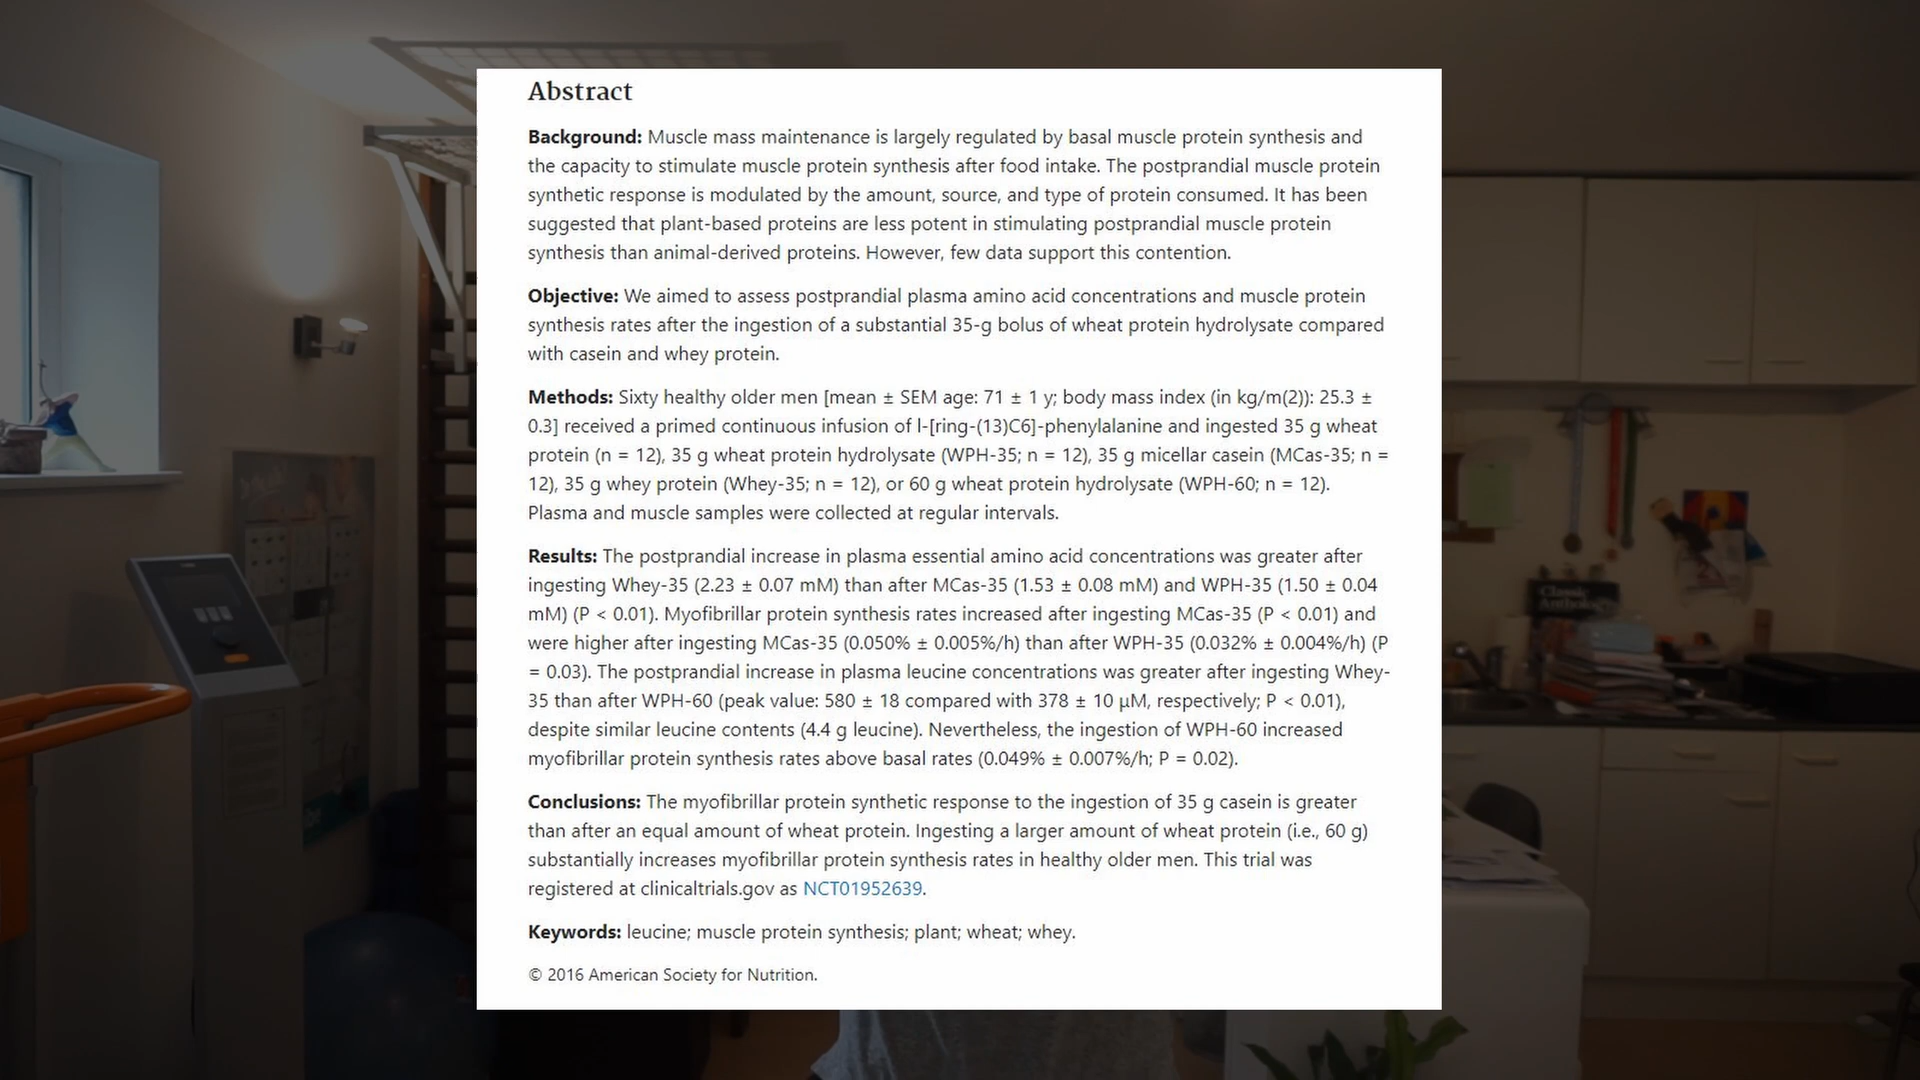 Abstract
Background: Muscle mass maintenance is largely regulated by basal muscle protein synthesis and
the capacity to stimulate muscle protein synthesis after food intake. The postprandial muscle protein
synthetic response is modulated by the amount, source, and type of protein consumed. It has been
suggested that plant-based proteins are less potent in stimulating postprandial muscle protein
synthesis than animal-derived proteins. However, few data support this contention.
Objective: We aimed to assess postprandial plasma amino acid concentrations and muscle protein
synthesis rates after the ingestion of a substantial 35-g bolus of wheat protein hydrolysate compared
with casein and whey protein.
Methods: Sixty healthy older men [mean ± SEM age: 71 ± 1 y; body mass index (in kg/m(2)): 25.3 ±
0.3] received a primed continuous infusion of l-[ring-(13)C6]-phenylalanine and ingested 35 g wheat
protein (n = 12), 35 g wheat protein hydrolysate (WPH-35; n = 12), 35 g micellar casein (MCas-35; n =
12), 35 g whey protein (Whey-35; n = 12), or 60 g wheat protein hydrolysate (WPH-60; n = 12).
Plasma and muscle samples were collected at regular intervals.
Results: The postprandial increase in plasma essential amino acid concentrations was greater after
ingesting Whey-35 (2.23 ± 0.07 mM) than after MCas-35 (1.53 ± 0.08 mM) and WPH-35 (1.50 ± 0.04
mM) (P < 0.01). Myofibrillar protein synthesis rates increased after ingesting MCas-35 (P < 0.01) and
were higher after ingesting MCas-35 (0.050% ± 0.005%/h) than after WPH-35 (0.032% ± 0.004%/h) (P
= 0.03). The postprandial increase in plasma leucine concentrations was greater after ingesting Whey-
35 than after WPH-60 (peak value: 580 ± 18 compared with 378 ± 10 μM, respectively; P < 0.01),
despite similar leucine contents (4.4 g leucine). Nevertheless, the ingestion of WPH-60 increased
myofibrillar protein synthesis rates above basal rates (0.049% ± 0.007%/h; P = 0.02).
Conclusions: The myofibrillar protein synthetic response to the ingestion of 35 g casein is greater
than after an equal amount of wheat protein. Ingesting a larger amount of wheat protein (i.e., 60 g)
substantially increases myofibrillar protein synthesis rates in healthy older men. This trial was
registered at clinicaltrials.gov as NCT01952639.
Keywords: leucine; muscle protein synthesis; plant; wheat; whey.
© 2016 American Society for Nutrition.
Classic